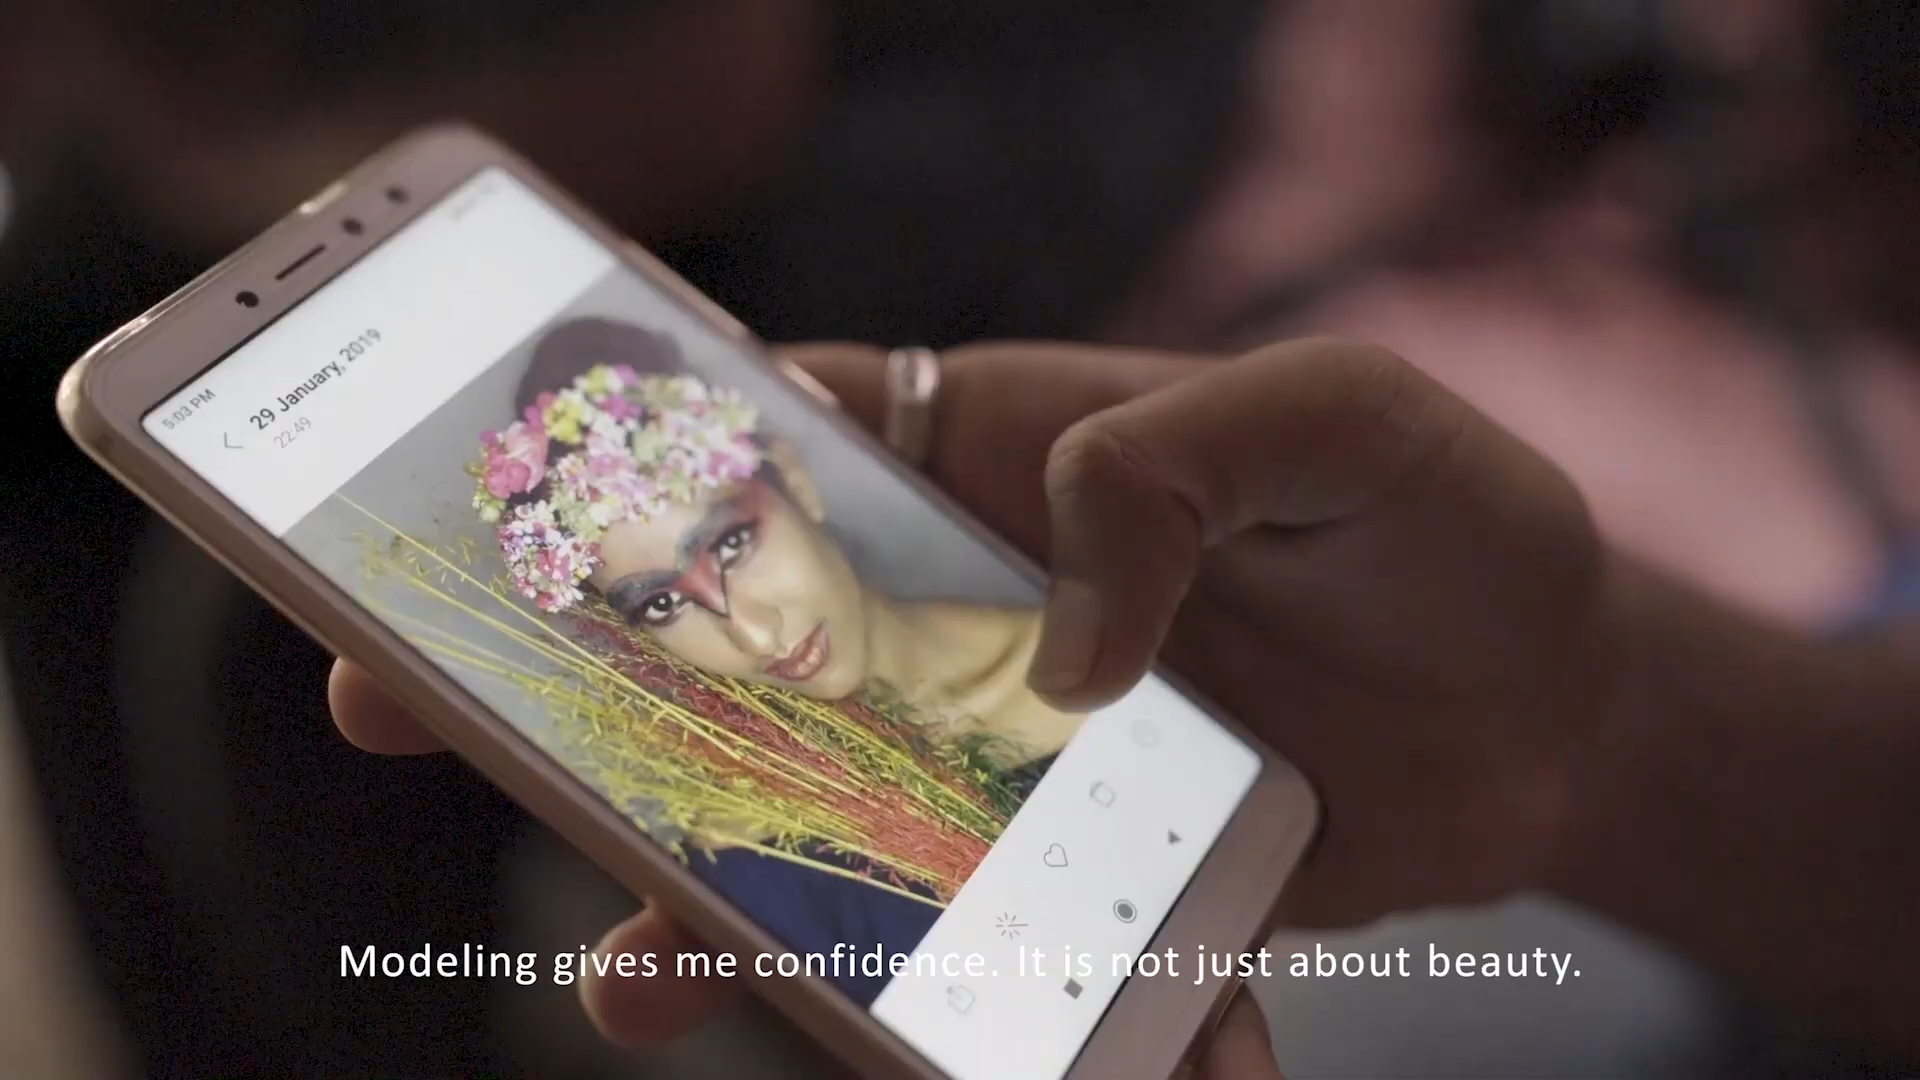 5:03 PM
29 January, 2019
22:49
Modeling gives me confidence. It is not just about beauty.